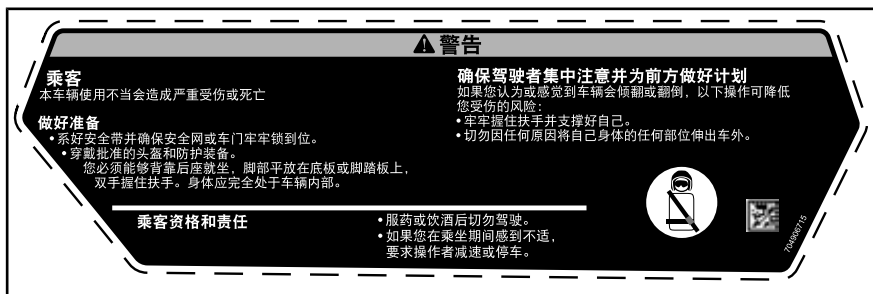 警告
乘客
本车辆使用不当会造成严重受伤或死亡
做好准备
• 系好安全带并确保安全网或车门牢牢锁到位。
• 穿戴批准的头盔和防护装备。
您必须能够背靠后座就坐，脚部平放在底板或脚踏板上，
双手握住扶手。身体应完全处于车辆内部。
确保驾驶者集中注意并为前方做好计划
如果您认为或感觉到车辆会倾翻或翻倒，以下操作可降低
您受伤的风险：
• 牢牢握住扶手并支撑好自己。
• 切勿因任何原因将自己身体的任何部位伸出车外。
乘客资格和责任
• 服药或饮酒后切勿驾驶。
• 如果您在乘坐期间感到不适，
要求操作者减速或停车。
704906715